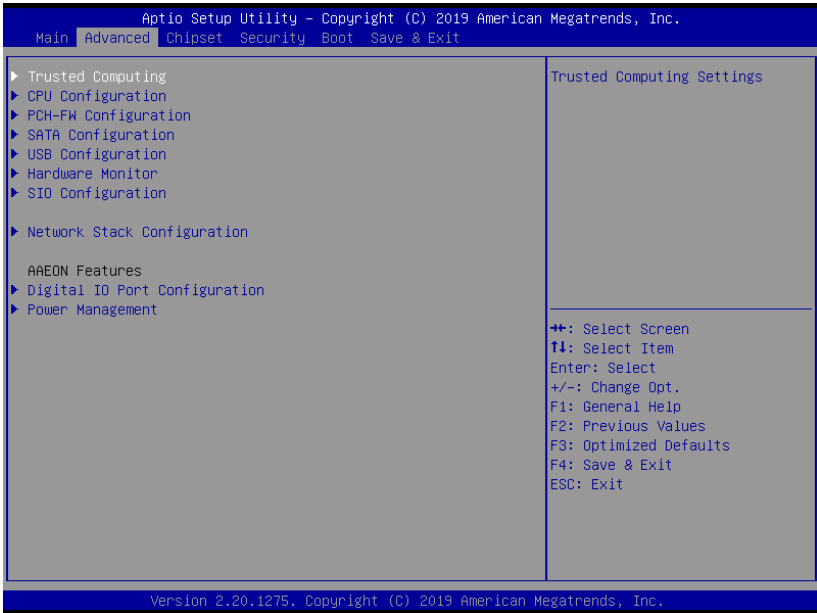 Aptio Setup Utility – Copyright (C) 2019 American Megatrends, Inc.
Main Advanced Chipset Security Boot Save & Exit
Trusted Computing
CPU Configuration
PCH-FW Configuration
SATA Configuration
USB Configuration
Hardware Monitor
SIO Configuration
Network Stack Configuration
AAEON Features
Digital IO Port Configuration
Power Management
Trusted Computing Settings
→←: Select Screen
↑↓: Select Item
Enter: Select
+/-: Change Opt.
F1: General Help
F2: Previous Values
F3: Optimized Defaults
F4: Save & Exit
ESC: Exit
Version 2.20.1275. Copyright (C) 2019 American Megatrends, Inc.